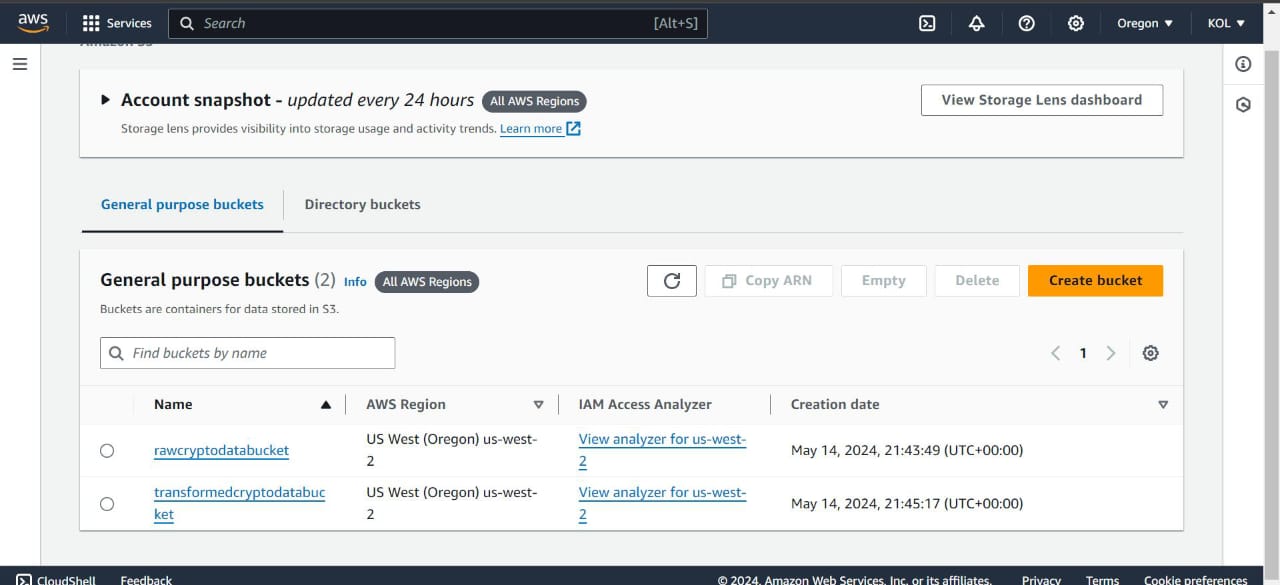 aws
Services
Search
[Alt+S]
Oregon
KOL
Amazon S3
Account snapshot - updated every 24 hours All AWS Regions
View Storage Lens dashboard
Storage lens provides visibility into storage usage and activity trends. Learn more
General purpose buckets
Directory buckets
General purpose buckets (2) Info All AWS Regions
Copy ARN
Empty
Delete
Create bucket
Buckets are containers for data stored in S3.
Find buckets by name
1
Name
AWS Region
IAM Access Analyzer
Creation date
rawcryptodatabucket
US West (Oregon) us-west-
2
View analyzer for us-west-
2
May 14, 2024, 21:43:49 (UTC+00:00)
transformedcryptodatabuc
ket
US West (Oregon) us-west-
2
View analyzer for us-west-
2
May 14, 2024, 21:45:17 (UTC+00:00)
CloudShell
Feedback
© 2024, Amazon Web Services, Inc. or its affiliates.
Privacy
Terms
Cookie preferences